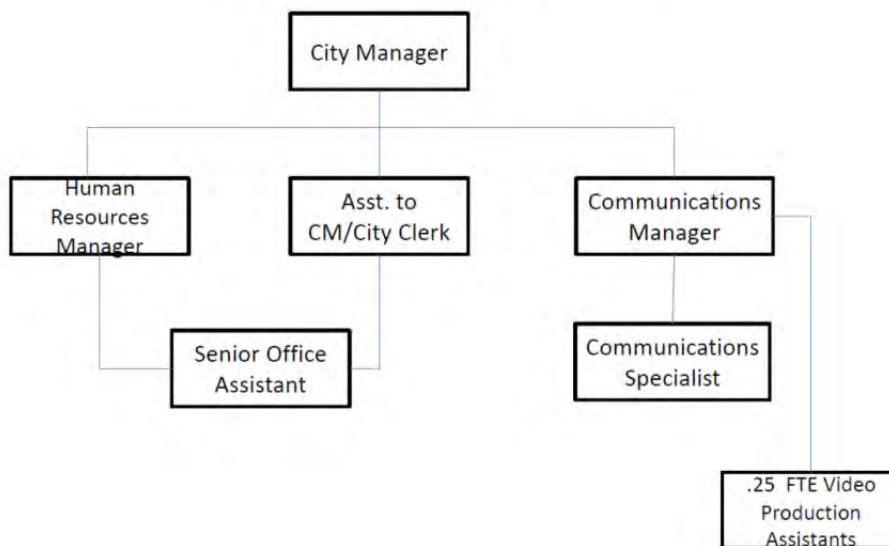 City Manager
Human
Resources
Manager
Asst. to
CM/City Clerk
Communications
Manager
Senior Office
Assistant
Communications
Specialist
.25 FTE Video
Production
Assistants